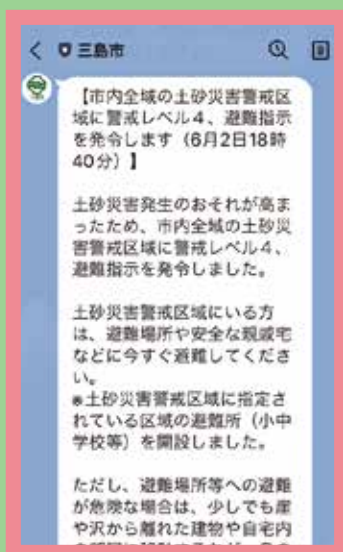 三島市
【市内全域の土砂災害警戒区
域に警戒レベル4、避難指示
を発令します（6月2日18時
40分）】
土砂災害発生のおそれが高ま
ったため、市内全域の土砂災
害警戒区域に警戒レベル4、
避難指示を発令しました。
土砂災害警戒区域にいる方
は、避難場所や安全な親戚宅
などに今すぐ避難してくださ
い。
※土砂災害警戒区域に指定さ
れている区域の避難所（小中
学校等）を開設しました。
ただし、避難場所等への避難
が危険な場合は、少しでも崖
や沢から離れた建物や自宅内